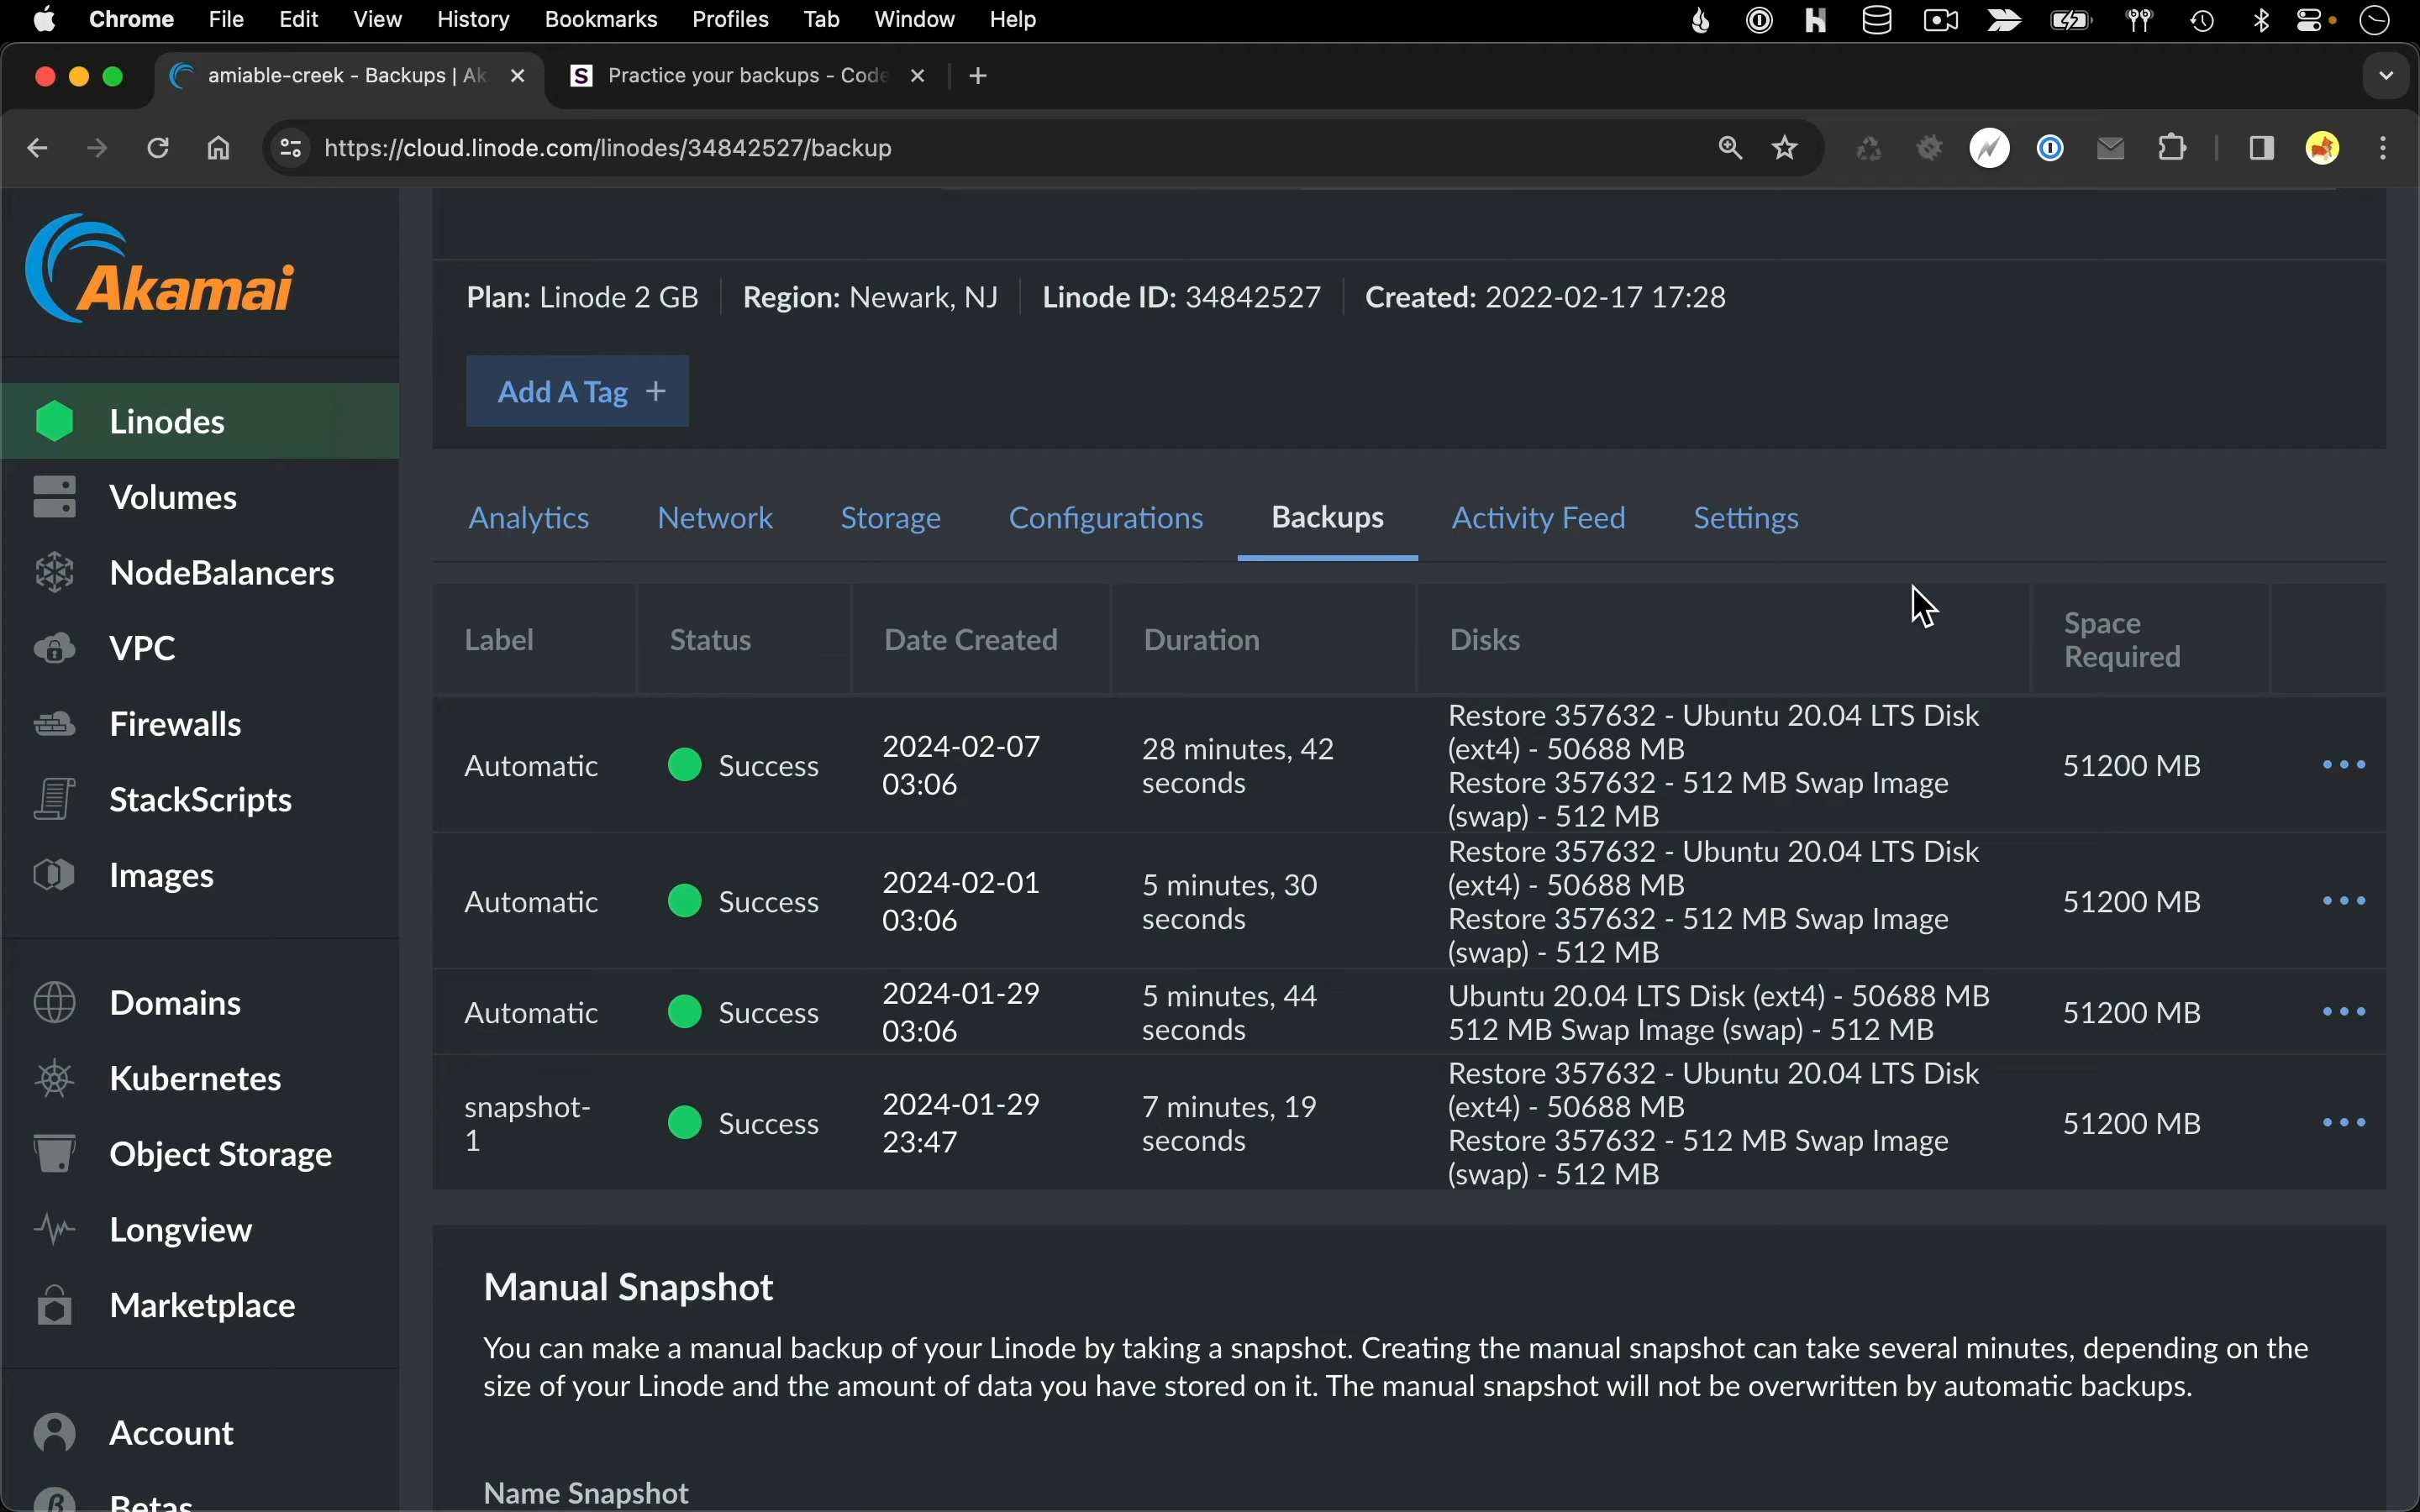 Chrome File Edit View History Bookmarks Profiles Tab Window Help
amiable-creek - Backups | Ak
Practice your backups - Code
https://cloud.linode.com/linodes/34842527/backup
Akamai
Linodes
Volumes
NodeBalancers
VPC
Firewalls
StackScripts
Images
Domains
Kubernetes
Object Storage
Longview
Marketplace
Account
Betas
Plan: Linode 2 GB Region: Newark, NJ Linode ID: 34842527 Created: 2022-02-17 17:28
Add A Tag +
Analytics Network Storage Configurations Backups Activity Feed Settings
Label Status Date Created Duration Disks Space
Required
Automatic Success 2024-02-07
03:06
28 minutes, 42
seconds
Restore 357632 - Ubuntu 20.04 LTS Disk
(ext4) - 50688 MB
Restore 357632 - 512 MB Swap Image
(swap) - 512 MB
51200 MB
Automatic Success 2024-02-01
03:06
5 minutes, 30
seconds
Restore 357632 - Ubuntu 20.04 LTS Disk
(ext4) - 50688 MB
Restore 357632 - 512 MB Swap Image
(swap) - 512 MB
51200 MB
Automatic Success 2024-01-29
03:06
5 minutes, 44
seconds
Ubuntu 20.04 LTS Disk (ext4) - 50688 MB
512 MB Swap Image (swap) - 512 MB
51200 MB
snapshot-
1
Success 2024-01-29
23:47
7 minutes, 19
seconds
Restore 357632 - Ubuntu 20.04 LTS Disk
(ext4) - 50688 MB
Restore 357632 - 512 MB Swap Image
(swap) - 512 MB
51200 MB
Manual Snapshot
You can make a manual backup of your Linode by taking a snapshot. Creating the manual snapshot can take several minutes, depending on the
size of your Linode and the amount of data you have stored on it. The manual snapshot will not be overwritten by automatic backups.
Name Snapshot